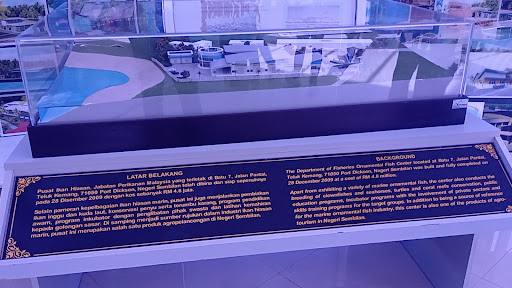 LATAR BELAKANG
Pusat Ikan Hiasan, Jabatan Perikanan Malaysia yang terletak di Batu 7, Jalan Pantai,
Teluk Kemang, 71050 Port Dickson, Negeri Sembilan telah dibina dan siap sepenuhnya
pada 28 Disember 2009 dengan kos sebanyak RM 4.8 juta.
Selain pameran kepelbagaian ikan hiasan marin, pusat ini juga menjalankan pembiakan
ikan inggu dan kuda laut, konservasi penyu serta terumbu karang, program pendidikan
awam, program inkubator dengan penglibatan pihak swasta dan latihan kemahiran
kepada golongan sasar. Di samping menjadi sumber rujukan dalam industri ikan hiasan
marin, pusat ini merupakan salah satu produk agropelancongan di Negeri Sembilan.
BACKGROUND
The Department of Fisheries Ornamental Fish Center located at Batu 7, Jalan Pantai,
Teluk Kemang, 71050 Port Dickson, Negeri Sembilan was built and fully completed on
28 December 2009 at a cost of RM 4.8 million.
Apart from exhibiting a variety of marine ornamental fish, the center also conducts the
breeding of clownfishes and seahorses, turtles and coral reefs conservation, public
education programs, incubator programs with the involvement of private sectors and
skills training programs for the target groups. In addition to being a source of reference
for the marine ornamental fish industry, this center is also one of the products of agro-
tourism in Negeri Sembilan.